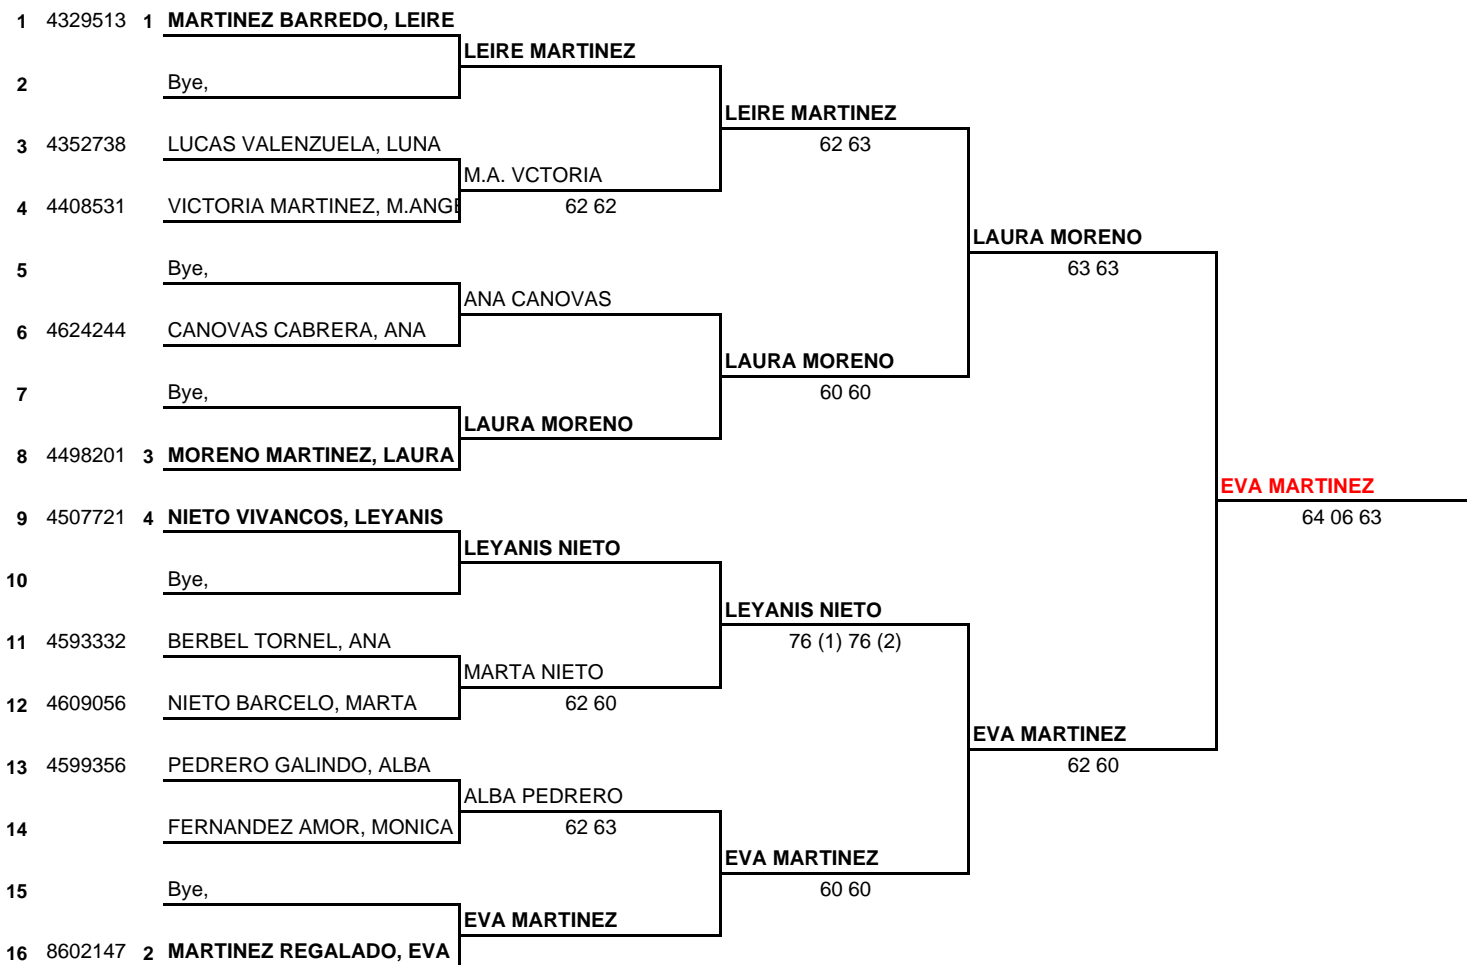 1 4329513 1 MARTINEZ BARREDO, LEIRE
LEIRE MARTINEZ
2 Bye,
LEIRE MARTINEZ
3 4352738 LUCAS VALENZUELA, LUNA 62 63
M.A. VCTORIA
4 4408531 VICTORIA MARTINEZ, M.ANGE 62 62
LAURA MORENO
5 Bye, 63 63
ANA CANOVAS
6 4624244 CANOVAS CABRERA, ANA
LAURA MORENO
7 Bye, 60 60
LAURA MORENO
8 4498201 3 MORENO MARTINEZ, LAURA
EVA MARTINEZ
9 4507721 4 NIETO VIVANCOS, LEYANIS 64 06 63
LEYANIS NIETO
10 Bye,
LEYANIS NIETO
11 4593332 BERBEL TORNEL, ANA 76 (1) 76 (2)
MARTA NIETO
12 4609056 NIETO BARCELO, MARTA 62 60
EVA MARTINEZ
13 4599356 PEDRERO GALINDO, ALBA 62 60
ALBA PEDRERO
14 FERNANDEZ AMOR, MONICA 62 63
EVA MARTINEZ
15 Bye, 60 60
EVA MARTINEZ
16 8602147 2 MARTINEZ REGALADO, EVA